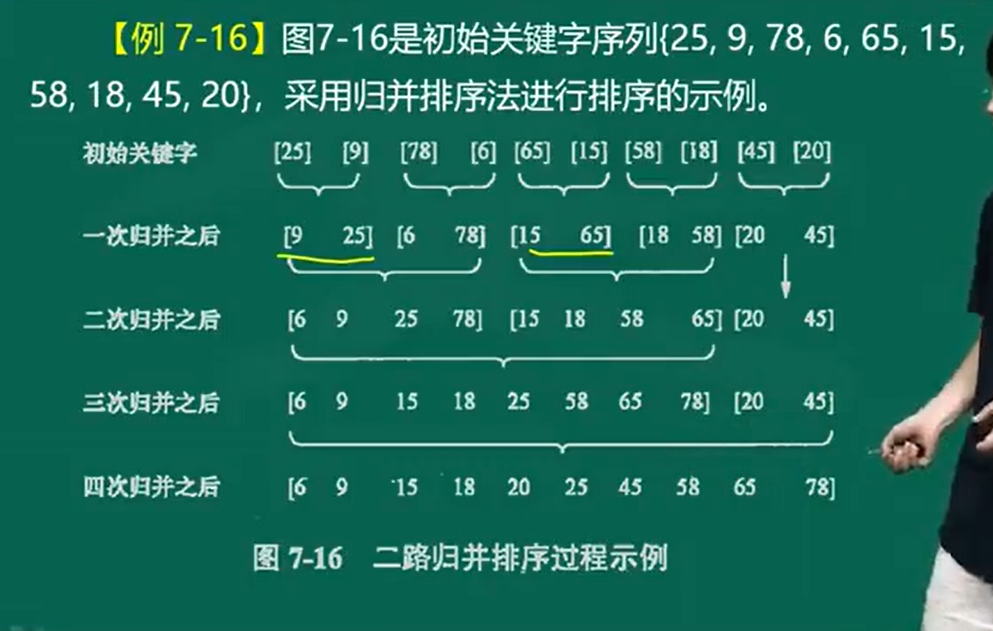 【例 7-16】图7-16是初始关键字序列{25, 9, 78, 6, 65, 15,
58, 18, 45, 20}，采用归并排序法进行排序的示例。
初始关键字 [25] [9] [78] [6] [65] [15] [58] [18] [45] [20]
一次归并之后 [9 25] [6 78] [15 65] [18 58] [20 45]
二次归并之后 [6 9 25 78] [15 18 58 65] [20 45]
三次归并之后 [6 9 15 18 25 58 65 78] [20 45]
四次归并之后 [6 9 15 18 20 25 45 58 65 78]
图 7-16 二路归并排序过程示例